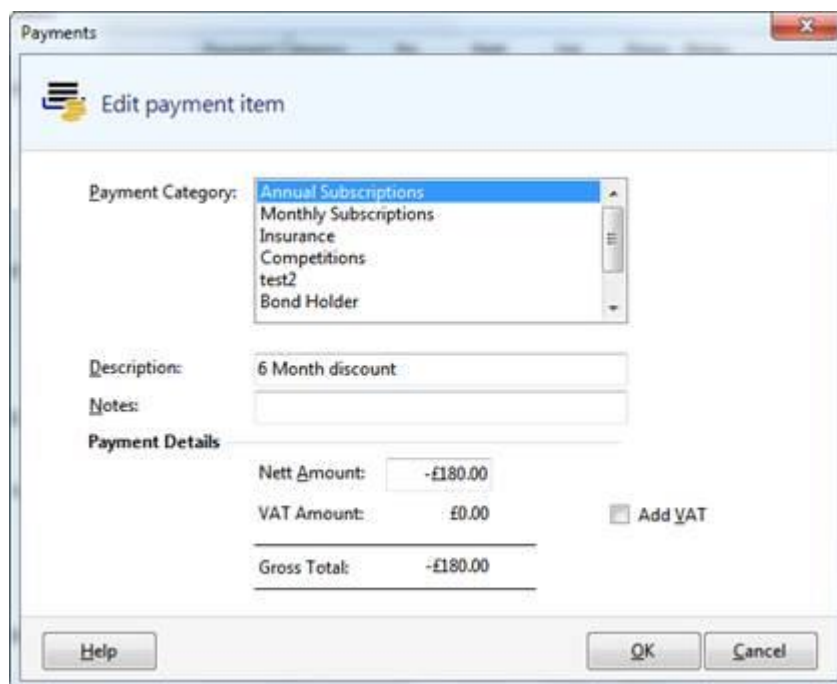 Payments
Edit payment item
Payment Category:
Annual Subscriptions
Monthly Subscriptions
Insurance
Competitions
test2
Bond Holder
Description: 6 Month discount
Notes:
Payment Details
Nett Amount: -£180.00
VAT Amount: £0.00 Add VAT
Gross Total: -£180.00
Help OK Cancel